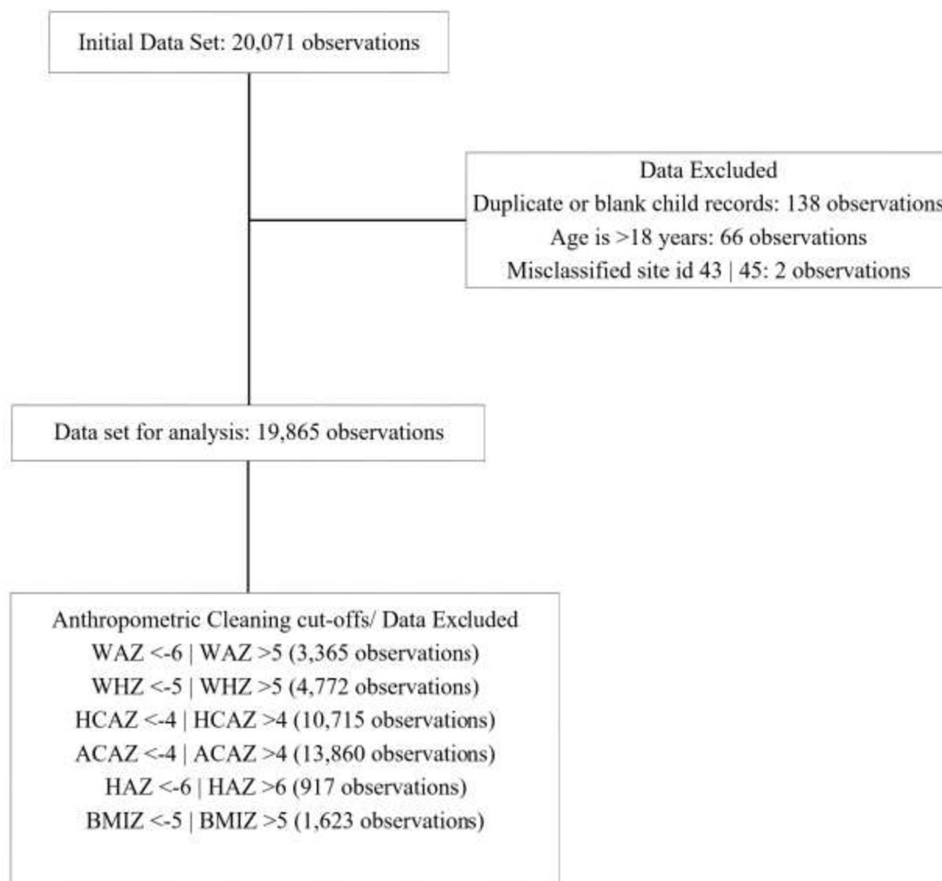 Initial Data Set: 20,071 observations
Data Excluded
Duplicate or blank child records: 138 observations
Age is >18 years: 66 observations
Misclassified site id 43 | 45: 2 observations
Data set for analysis: 19,865 observations
Anthropometric Cleaning cut-offs/ Data Excluded
WAZ <-6 | WAZ >5 (3,365 observations)
WHZ <-5 | WHZ >5 (4,772 observations)
HCAZ <-4 | HCAZ >4 (10,715 observations)
ACAZ <-4 | ACAZ >4 (13,860 observations)
HAZ <-6 | HAZ >6 (917 observations)
BMIZ <-5 | BMIZ >5 (1,623 observations)